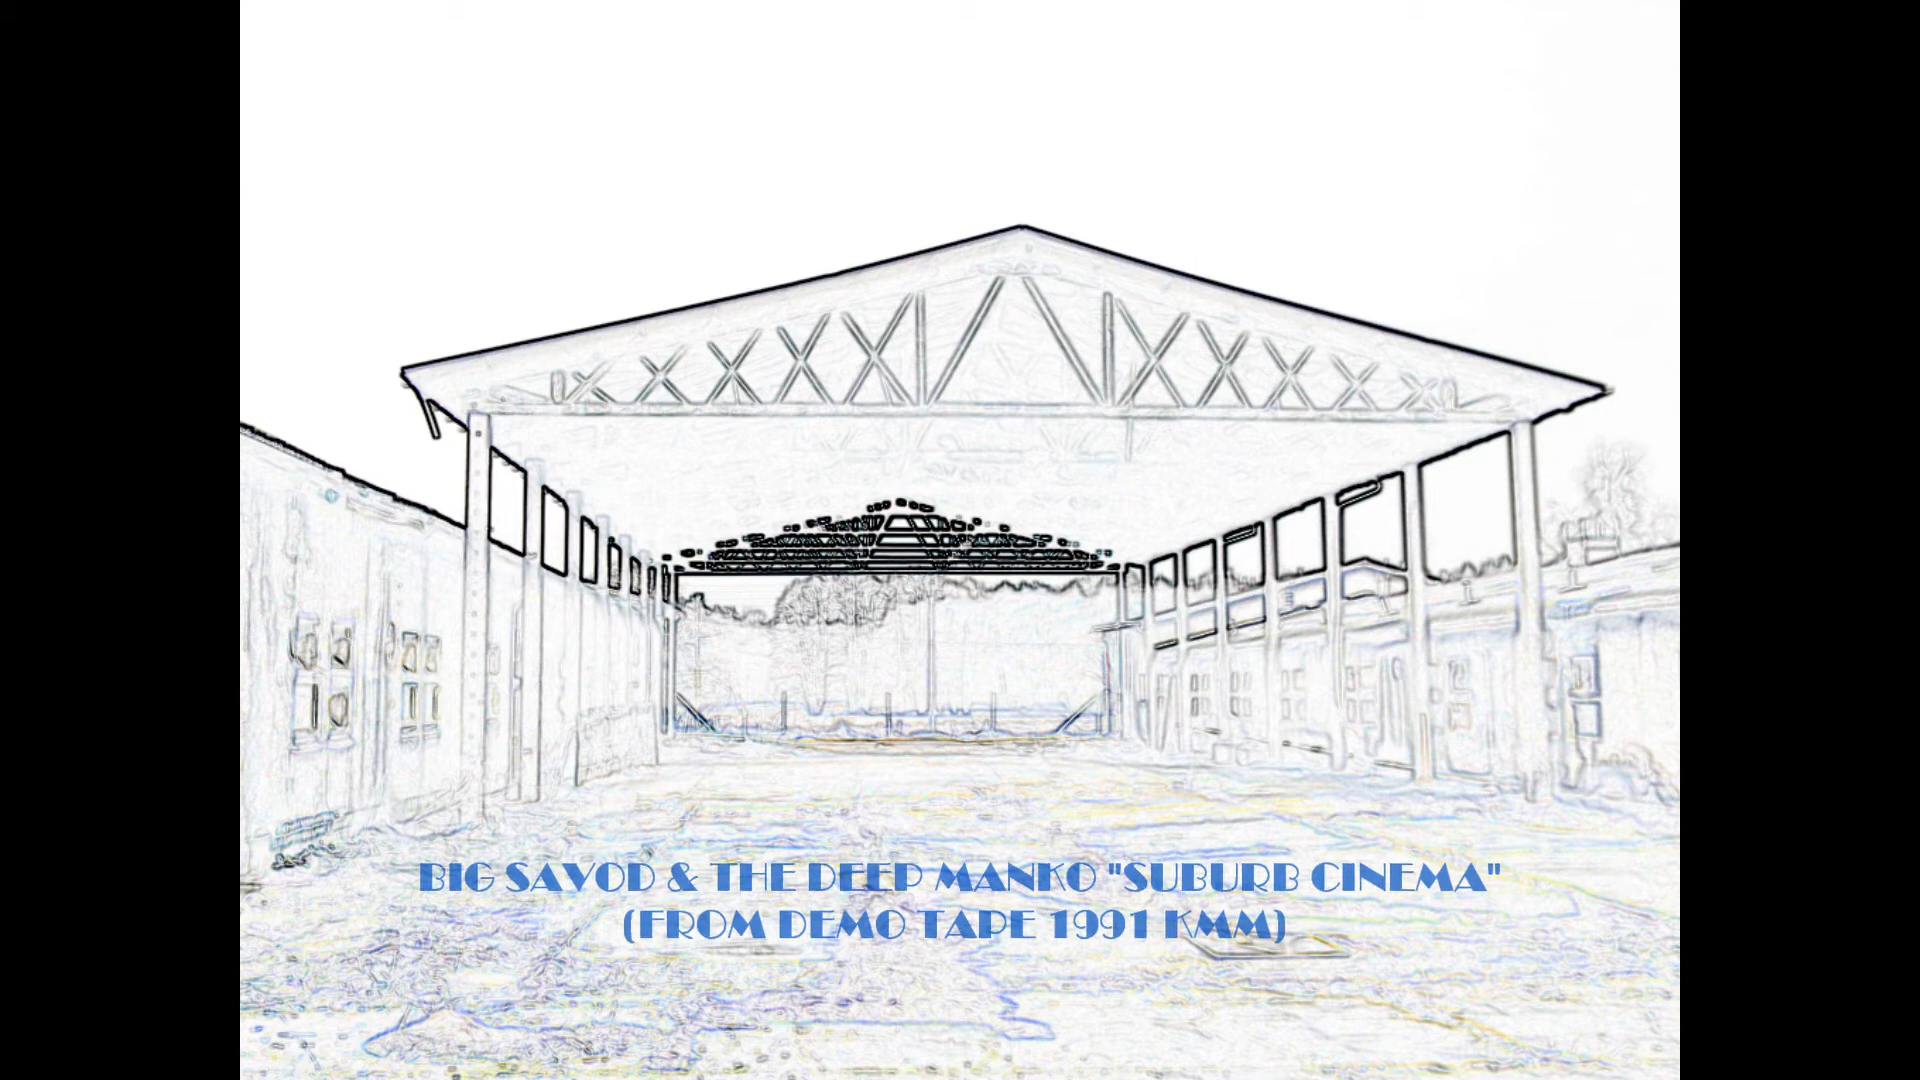 BIG SAVOD & THE DEEP MANKO "SUBURB CINEMA"
(FROM DEMO TAPE 1991 KMM)